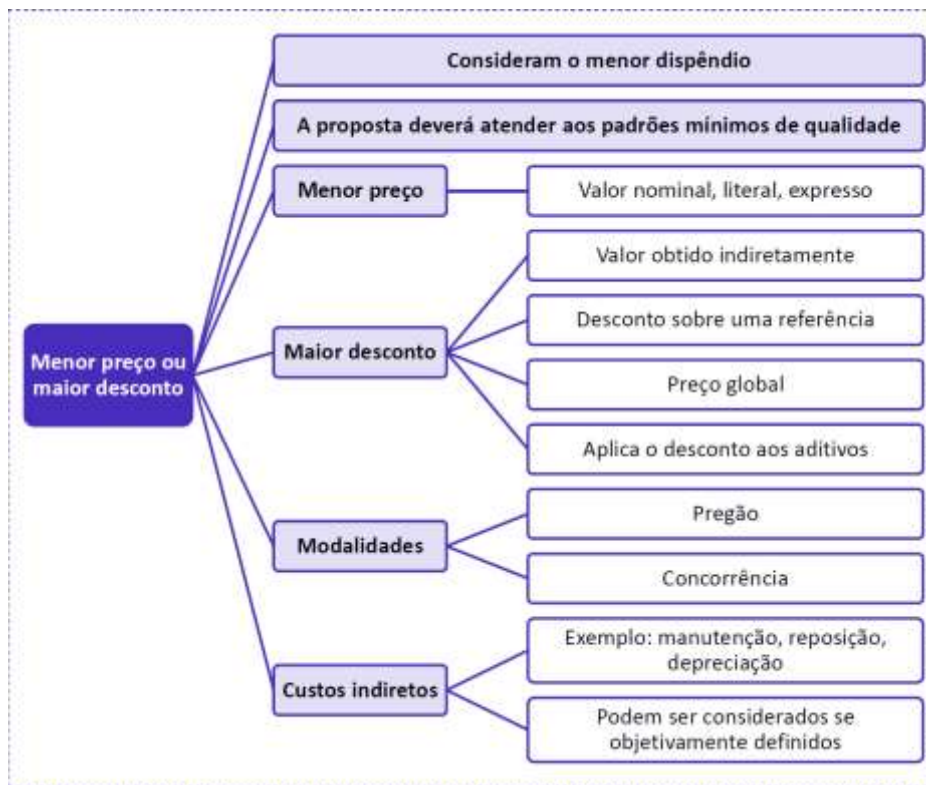 Consideram o menor dispêndio
A proposta deverá atender aos padrões mínimos de qualidade
Menor preço
Valor nominal, literal, expresso
Valor obtido indiretamente
Desconto sobre uma referência
Menor preço ou
maior desconto
Maior desconto
Preço global
Aplica o desconto aos aditivos
Modalidades
Pregão
Concorrência
Custos indiretos
Exemplo: manutenção, reposição,
depreciação
Podem ser considerados se
objetivamente definidos